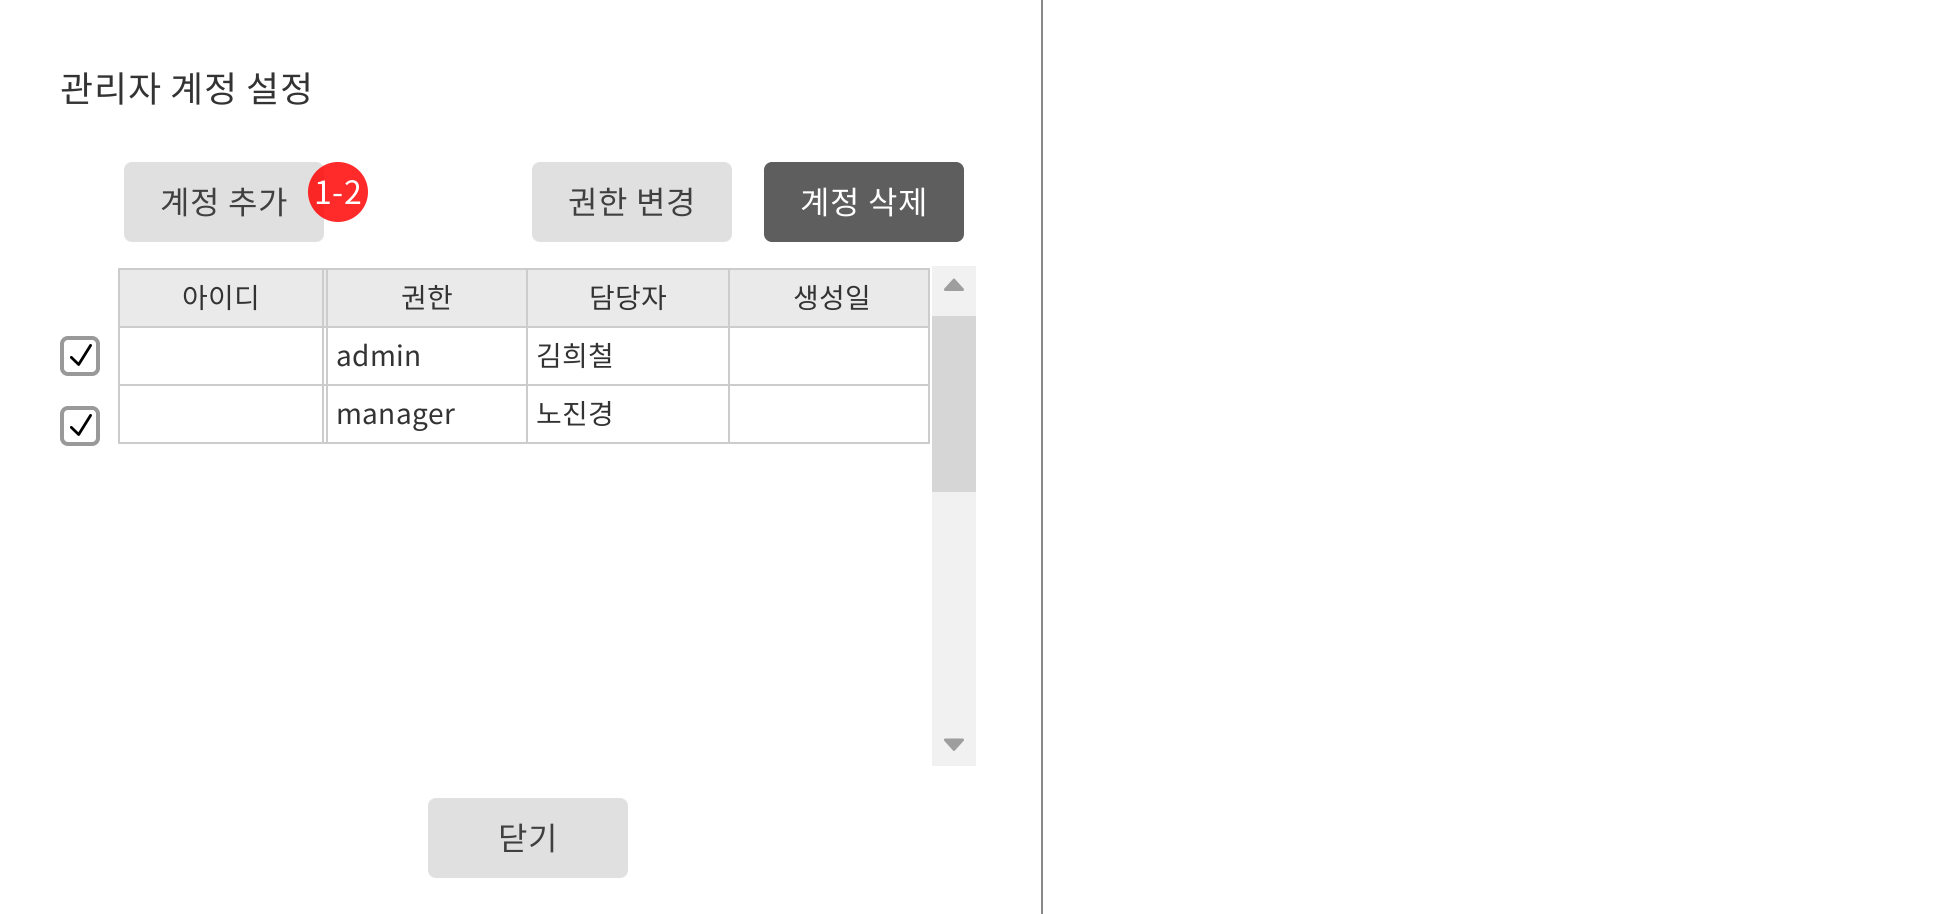 관리자 계정 설정
계정 추가 1-2 권한 변경 계정 삭제
아이디 권한 담당자 생성일
admin 김희철
manager 노진경
닫기